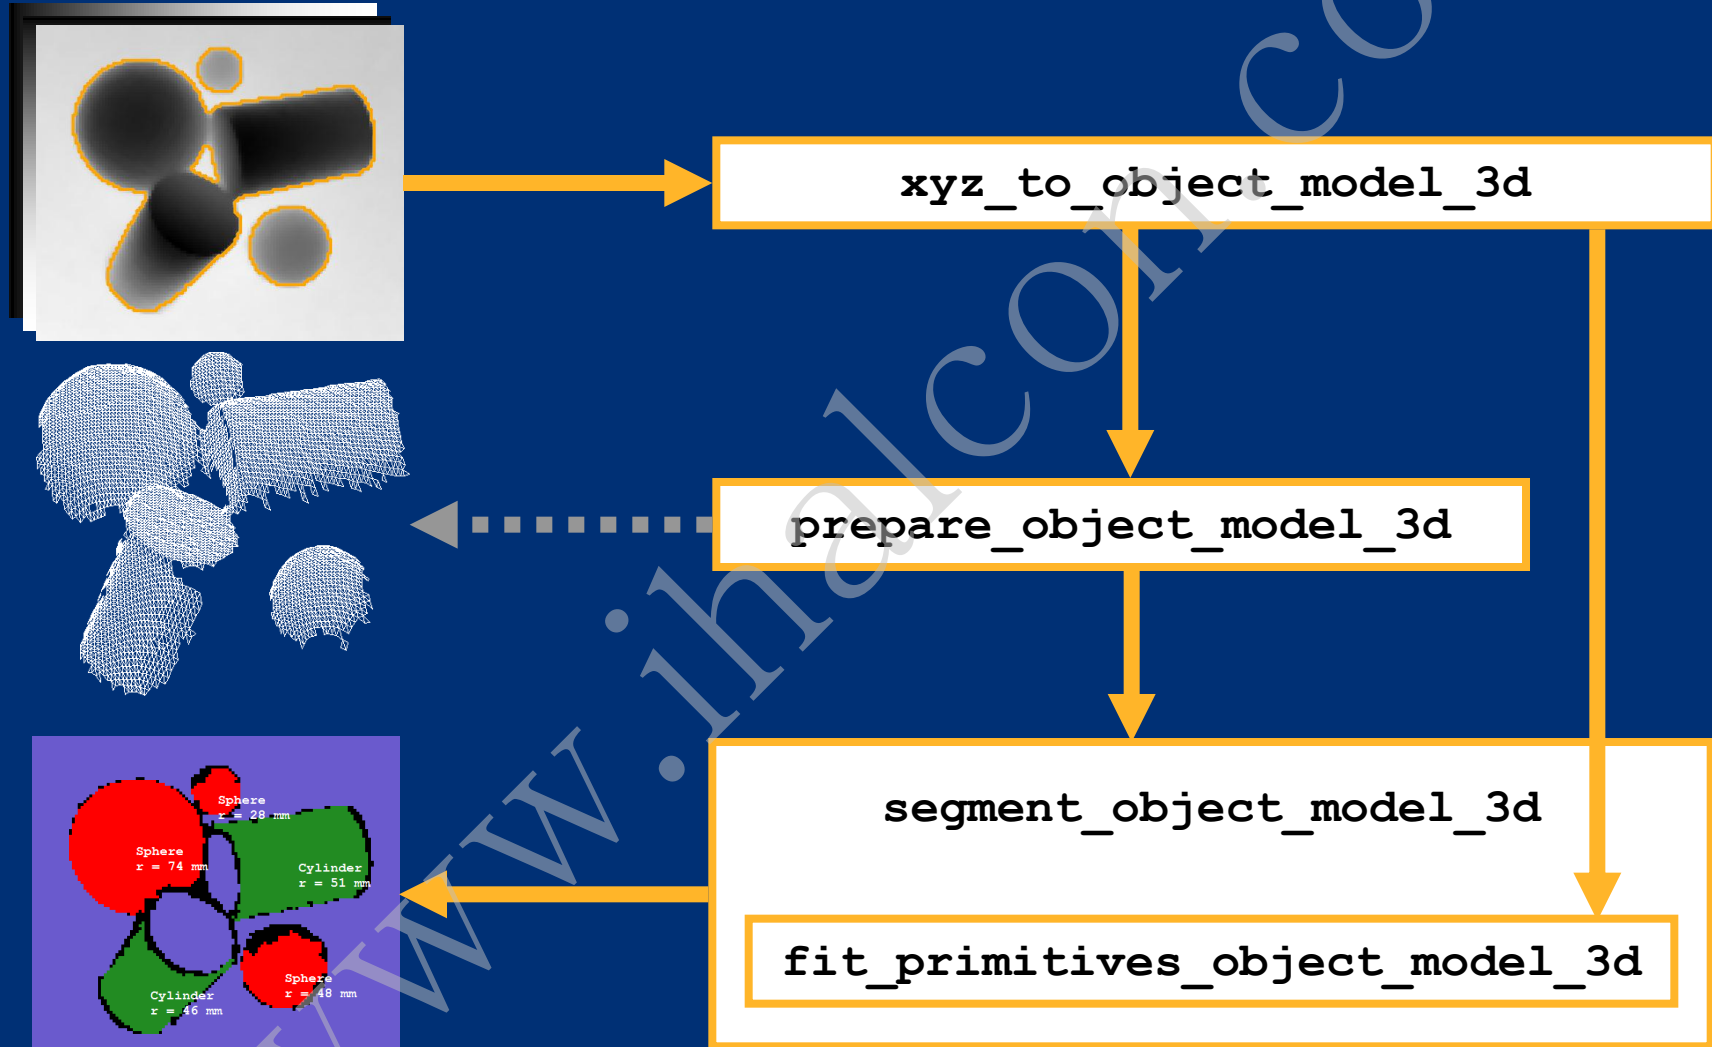 xyz_to_object_model_3d
prepare_object_model_3d
segment_object_model_3d
fit_primitives_object_model_3d
Sphere
r = 28 mm
Sphere
r = 74 mm
Cylinder
r = 51 mm
Sphere
r = 48 mm
Cylinder
r = 46 mm
www.ihalcon.co